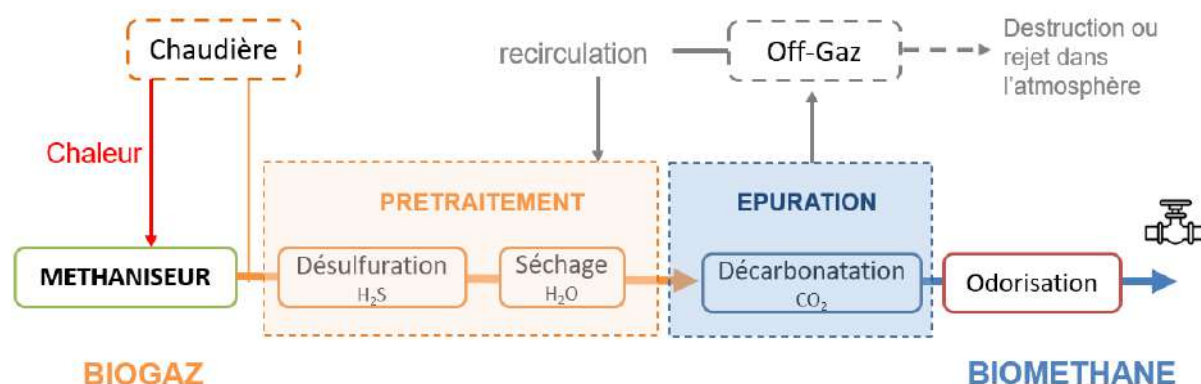 Chaudière
recirculation
Off-Gaz
Destruction ou
rejet dans
l'atmosphère
Chaleur
PRETRAITEMENT
EPURATION
METHANISEUR
Désulfuration
H₂S
Séchage
H₂O
Décarbonatation
CO₂
Odorisation
BIOGAZ
BIOMETHANE